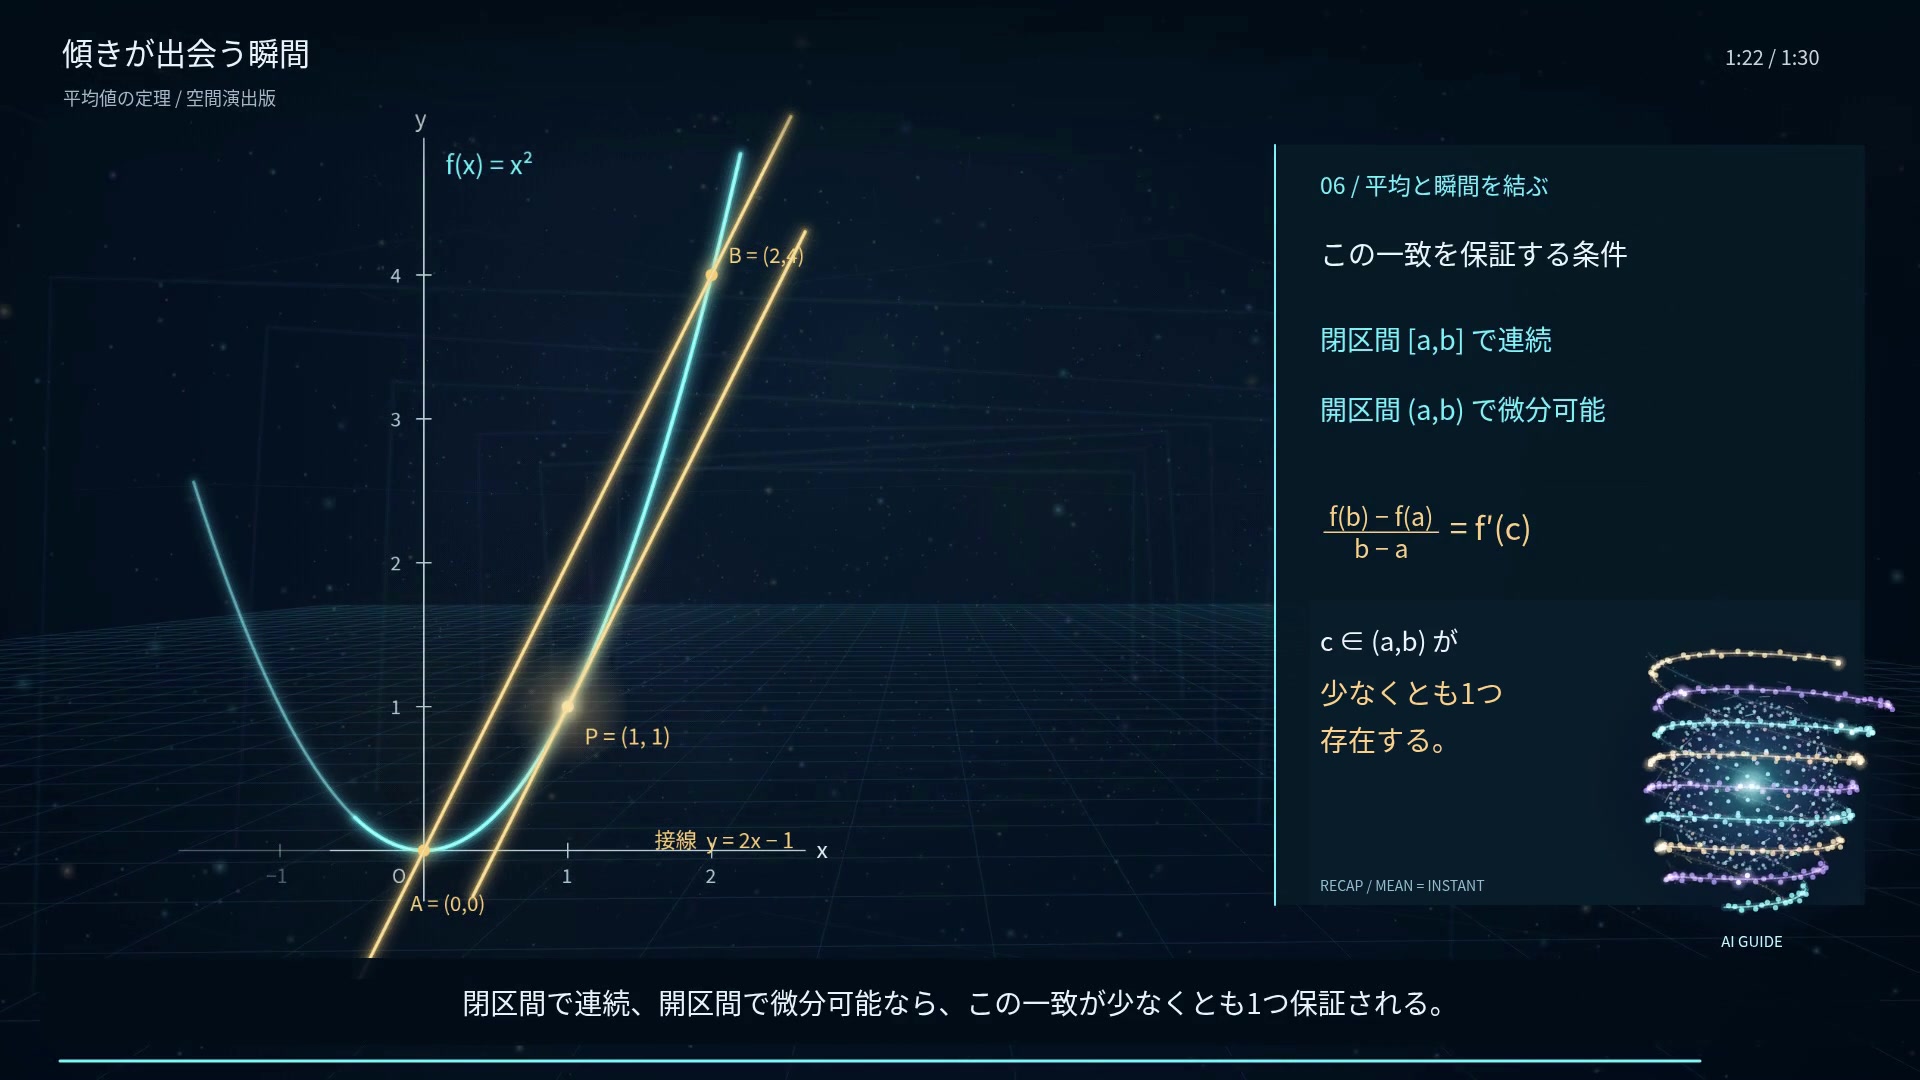 傾きが出会う瞬間
平均値の定理 / 空間演出版
1:22 / 1:30
y
f(x) = x²
B = (2,4)
4
3
2
1
P = (1, 1)
接線 y = 2x − 1
x
−1
O
1
2
A = (0,0)
06 / 平均と瞬間を結ぶ
この一致を保証する条件
閉区間 [a,b] で連続
開区間 (a,b) で微分可能
f(b) − f(a)
b − a
= f′(c)
c ∈ (a,b) が
少なくとも1つ
存在する。
RECAP / MEAN = INSTANT
AI GUIDE
閉区間で連続、開区間で微分可能なら、この一致が少なくとも1つ保証される。